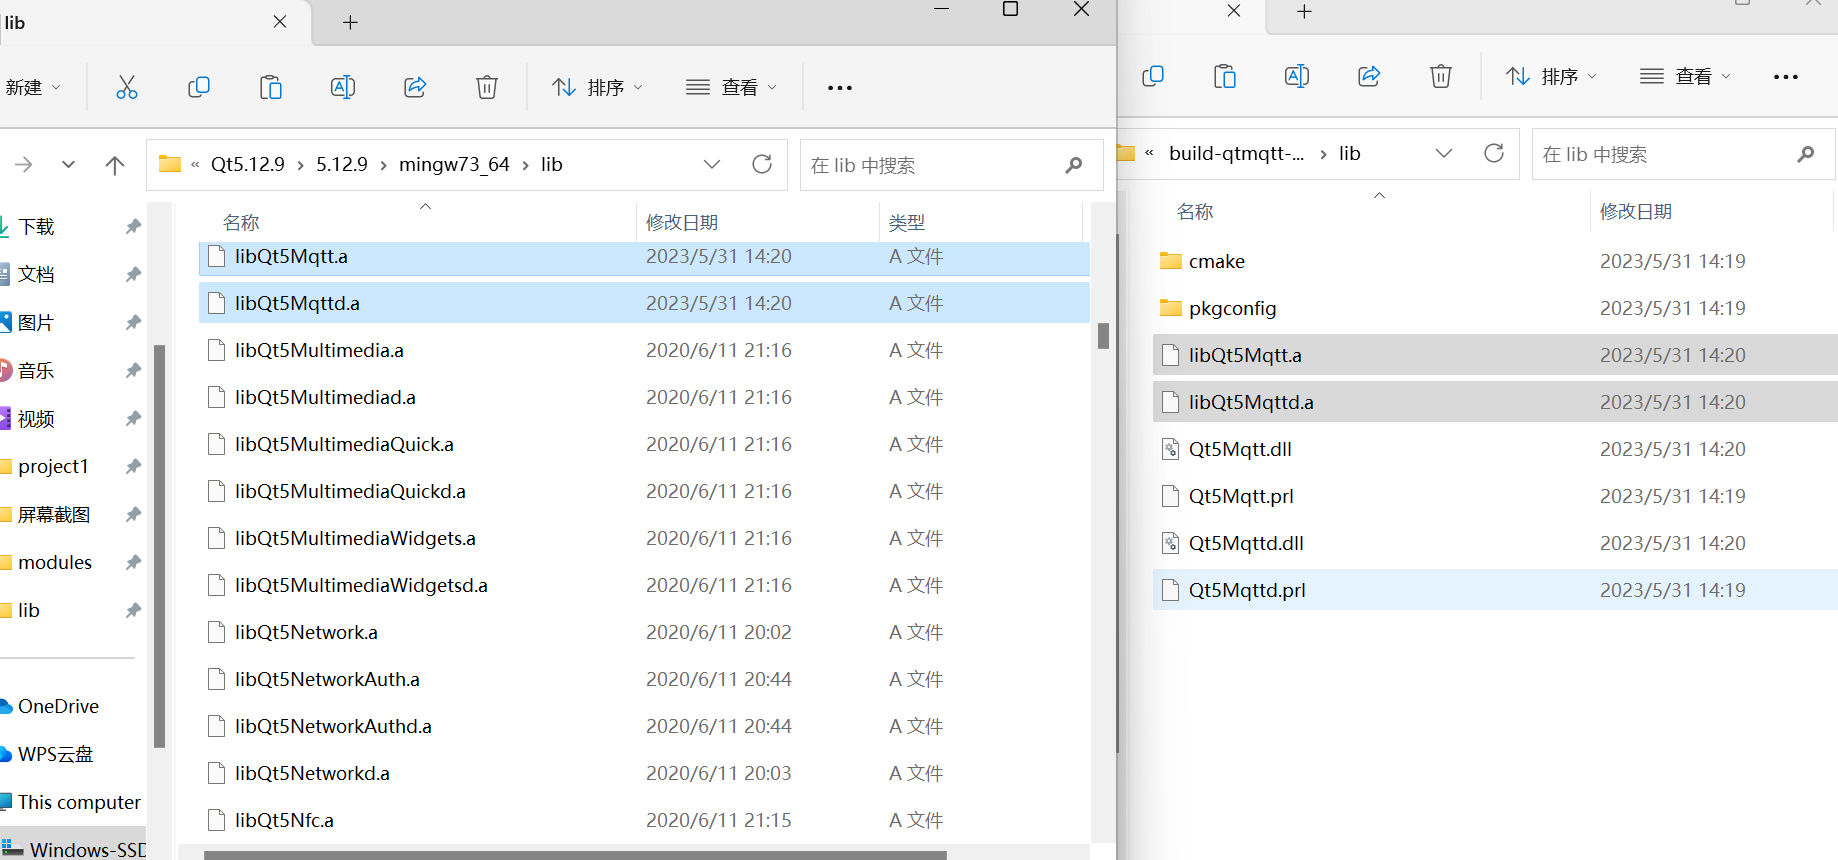 lib
新建
排序
查看
« Qt5.12.9 › 5.12.9 › mingw73_64 › lib
在 lib 中搜索
下载
文档
图片
音乐
视频
project1
屏幕截图
modules
lib
OneDrive
WPS云盘
This computer
Windows-SSD
名称 修改日期 类型
libQt5Mqtt.a 2023/5/31 14:20 A 文件
libQt5Mqttd.a 2023/5/31 14:20 A 文件
libQt5Multimedia.a 2020/6/11 21:16 A 文件
libQt5Multimediad.a 2020/6/11 21:16 A 文件
libQt5MultimediaQuick.a 2020/6/11 21:16 A 文件
libQt5MultimediaQuickd.a 2020/6/11 21:16 A 文件
libQt5MultimediaWidgets.a 2020/6/11 21:16 A 文件
libQt5MultimediaWidgetsd.a 2020/6/11 21:16 A 文件
libQt5Network.a 2020/6/11 20:02 A 文件
libQt5NetworkAuth.a 2020/6/11 20:44 A 文件
libQt5NetworkAuthd.a 2020/6/11 20:44 A 文件
libQt5Networkd.a 2020/6/11 20:03 A 文件
libQt5Nfc.a 2020/6/11 21:15 A 文件
排序
查看
« build-qtmqtt-... › lib
在 lib 中搜索
名称 修改日期
cmake 2023/5/31 14:19
pkgconfig 2023/5/31 14:19
libQt5Mqtt.a 2023/5/31 14:20
libQt5Mqttd.a 2023/5/31 14:20
Qt5Mqtt.dll 2023/5/31 14:20
Qt5Mqtt.prl 2023/5/31 14:19
Qt5Mqttd.dll 2023/5/31 14:20
Qt5Mqttd.prl 2023/5/31 14:19